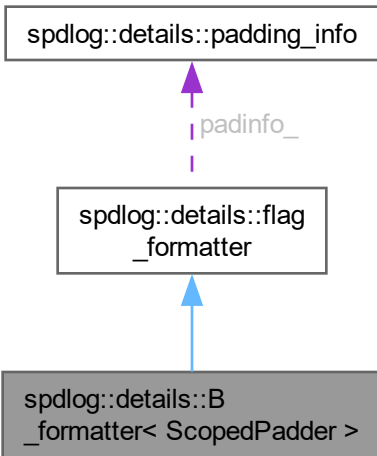 spdlog::details::padding_info
padinfo_
spdlog::details::flag
_formatter
spdlog::details::B
_formatter< ScopedPadder >